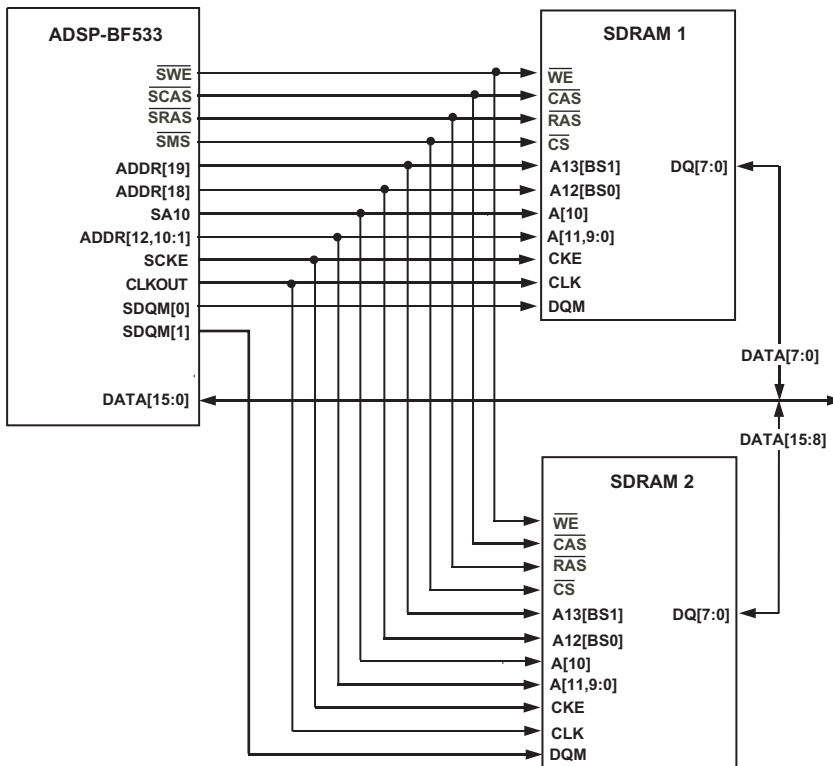 ADSP-BF533
SWE
SCAS
SRAS
SMS
ADDR[19]
ADDR[18]
SA10
ADDR[12,10:1]
SCKE
CLKOUT
SDQM[0]
SDQM[1]
DATA[15:0]
SDRAM 1
WE
CAS
RAS
CS
A13[BS1]
A12[BS0]
A[10]
A[11,9:0]
CKE
CLK
DQM
DQ[7:0]
DATA[7:0]
DATA[15:8]
SDRAM 2
WE
CAS
RAS
CS
A13[BS1]
A12[BS0]
A[10]
A[11,9:0]
CKE
CLK
DQM
DQ[7:0]